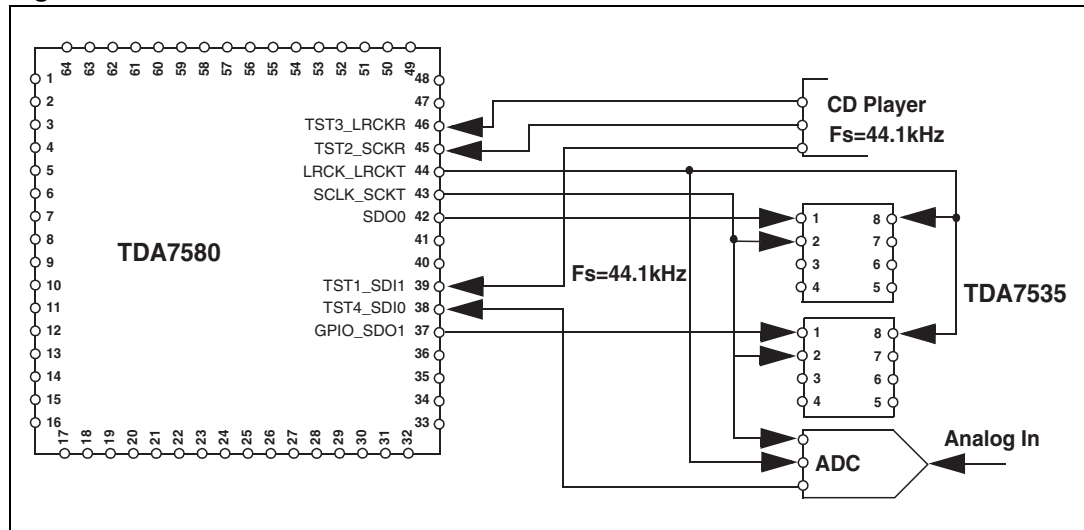 64 63 62 61 60 59 58 57 56 55 54 53 52 51 50 49
1
2
3
4
5
6
7
8
9
10
11
12
13
14
15
16
17 18 19 20 21 22 23 24 25 26 27 28 29 30 31 32
TDA7580
48
47
TST3_LRCKR 46
TST2_SCKR 45
LRCK_LRCKT 44
SCLK_SCKT 43
SDO0 42
41
40
TST1_SDI1 39
TST4_SDI0 38
GPIO_SDO1 37
36
35
34
33
CD Player
Fs=44.1kHz
Fs=44.1kHz
1 8
2 7
3 6
4 5
TDA7535
1 8
2 7
3 6
4 5
ADC
Analog In